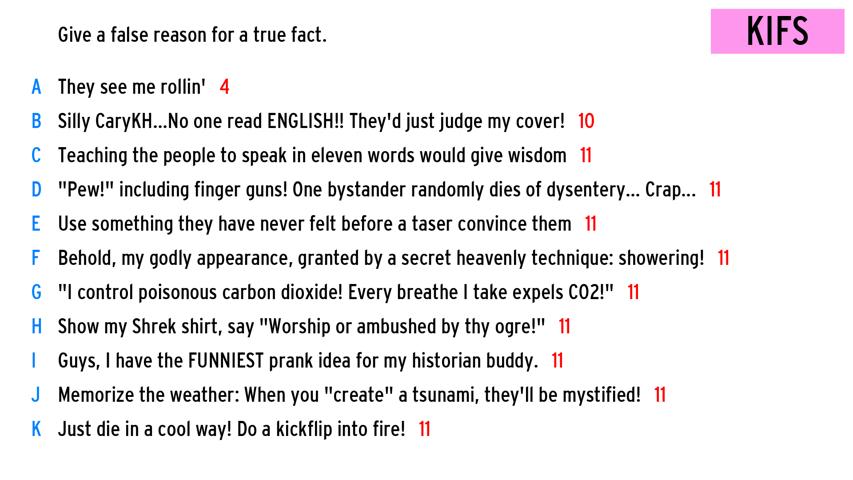 Give a false reason for a true fact.
KIFS
A They see me rollin' 4
B Silly CaryKH...No one read ENGLISH!! They'd just judge my cover! 10
C Teaching the people to speak in eleven words would give wisdom 11
D "Pew!" including finger guns! One bystander randomly dies of dysentery... Crap... 11
E Use something they have never felt before a taser convince them 11
F Behold, my godly appearance, granted by a secret heavenly technique: showering! 11
G "I control poisonous carbon dioxide! Every breathe I take expels CO2!" 11
H Show my Shrek shirt, say "Worship or ambushed by thy ogre!" 11
I Guys, I have the FUNNIEST prank idea for my historian buddy. 11
J Memorize the weather: When you "create" a tsunami, they'll be mystified! 11
K Just die in a cool way! Do a kickflip into fire! 11